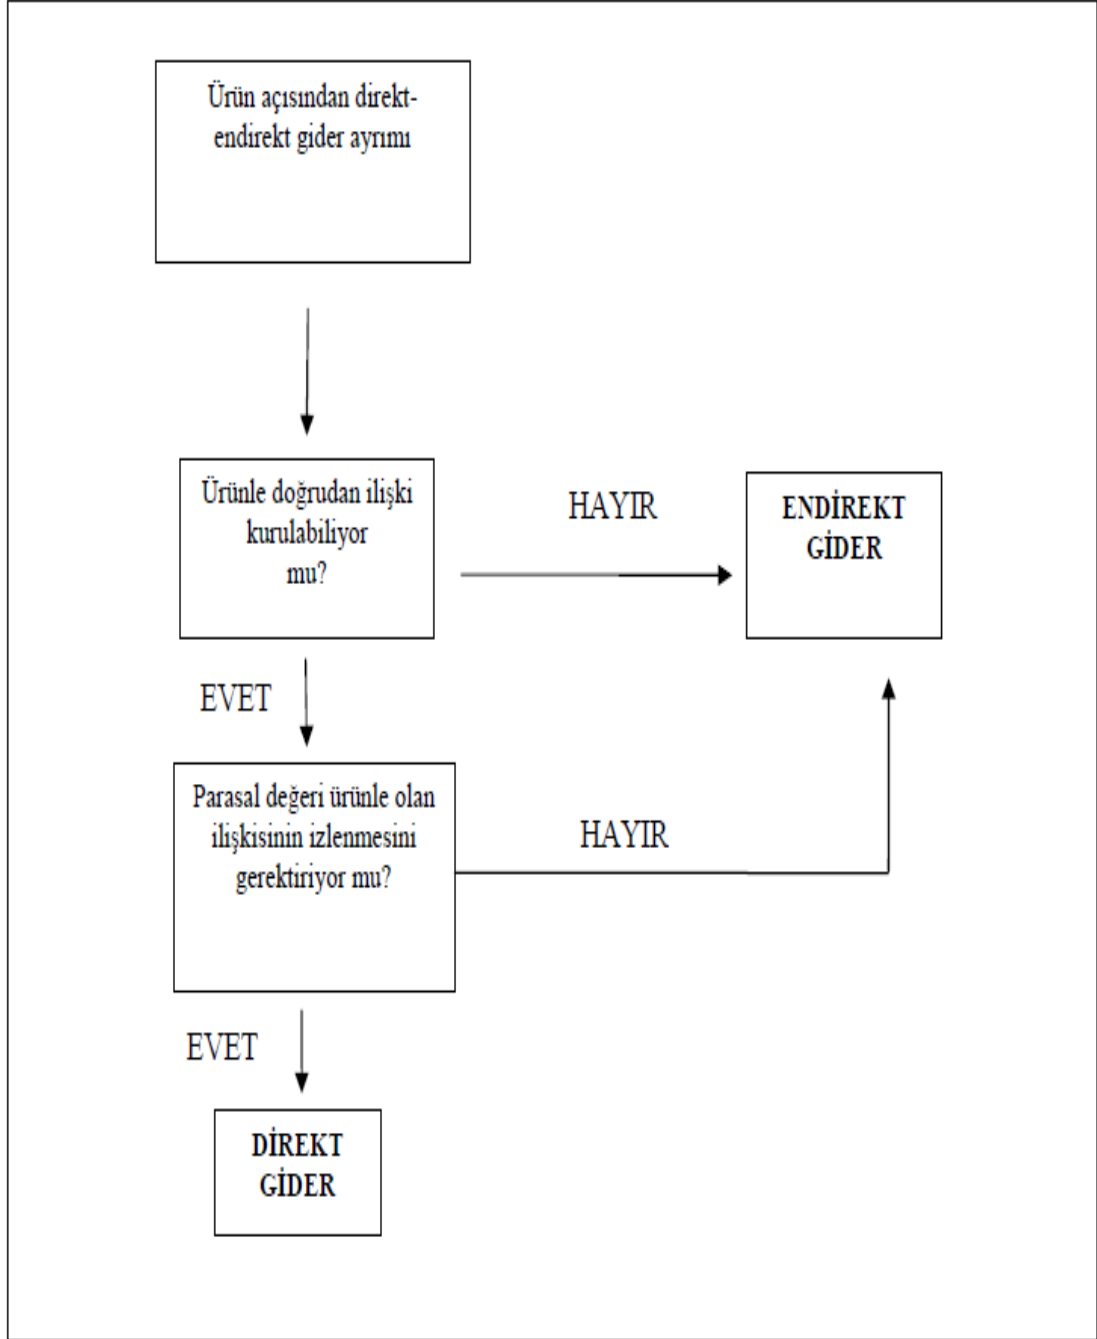 Ürün açısından direkt-
endirekt gider ayrımı
Ürünle doğrudan ilişki
kurulabiliyor
mu?
HAYIR
ENDİREKT
GİDER
EVET
Parasal değeri ürünle olan
ilişkisinin izlenmesini
gerektiriyor mu?
HAYIR
EVET
DİREKT
GİDER